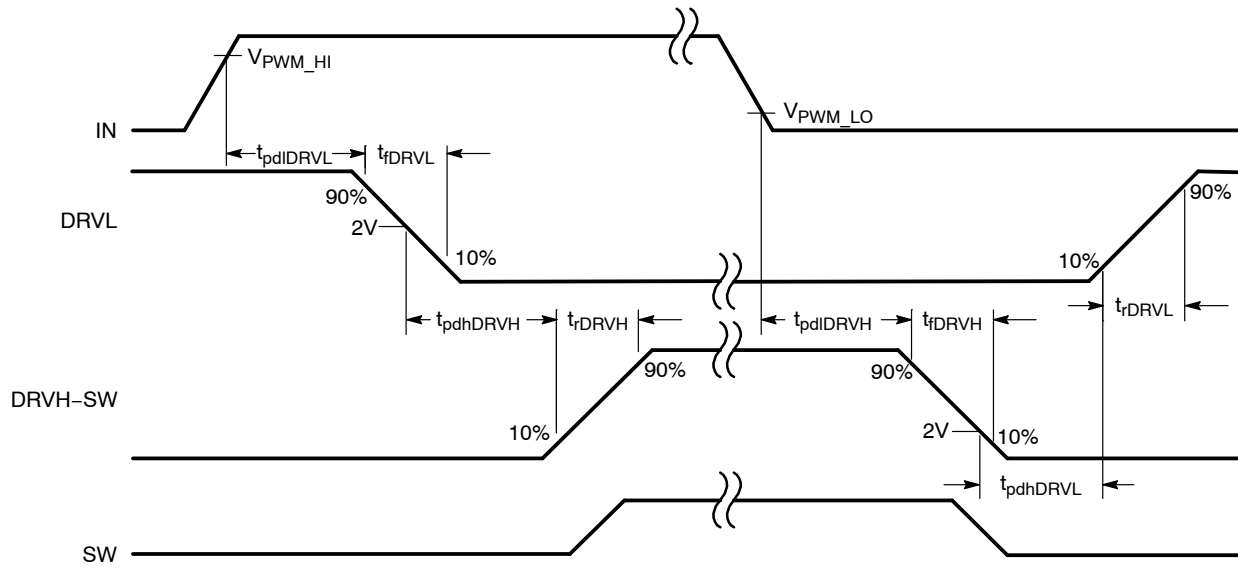 V_PWM_HI
V_PWM_LO
IN
t_pdlDRVL t_fDRVL
90% 90%
DRVL 2V
10% 10%
t_pdhDRVH t_rDRVH t_pdlDRVH t_fDRVH t_rDRVL
90% 90%
DRVH−SW
10% 2V 10%
t_pdhDRVL
SW